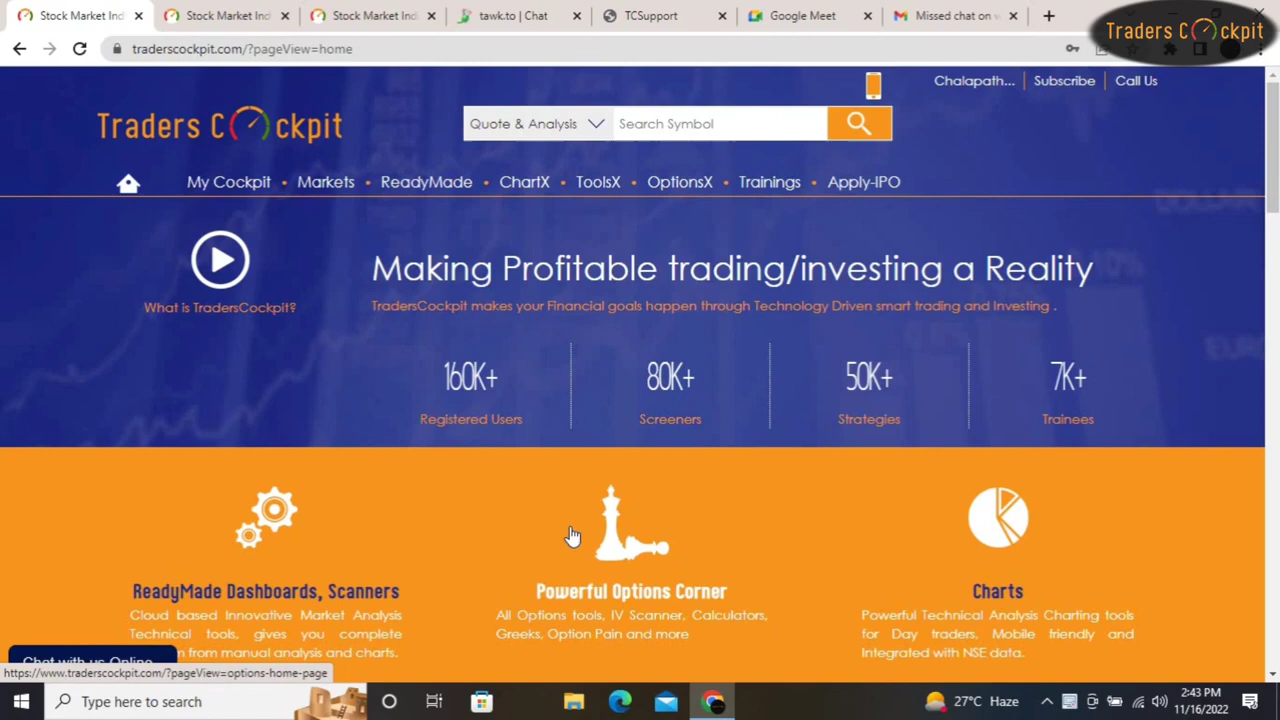 Stock Market Ind
Stock Market Ind
Stock Market Ind
tawk.to | Chat
TCSupport
Google Meet
Missed chat on
Traders Cockpit
traderscockpit.com/?pageView=home
Chalapath... Subscribe Call Us
Traders Cockpit
Quote & Analysis Search Symbol
My Cockpit • Markets • ReadyMade • ChartX • ToolsX • OptionsX • Trainings • Apply-IPO
Making Profitable trading/investing a Reality
What is TradersCockpit?
TradersCockpit makes your Financial goals happen through Technology Driven smart trading and Investing .
160K+ 80K+ 50K+ 7K+
Registered Users Screeners Strategies Trainees
ReadyMade Dashboards, Scanners
Cloud based Innovative Market Analysis
Technical tools, gives you complete
from manual analysis and charts.
Powerful Options Corner
All Options tools, IV Scanner, Calculators,
Greeks, Option Pain and more
Charts
Powerful Technical Analysis Charting tools
for Day traders, Mobile friendly and
Integrated with NSE data.
Chat with us Online
https://www.traderscockpit.com/?pageView=options-home-page
Type here to search
27°C Haze
2:43 PM
11/16/2022